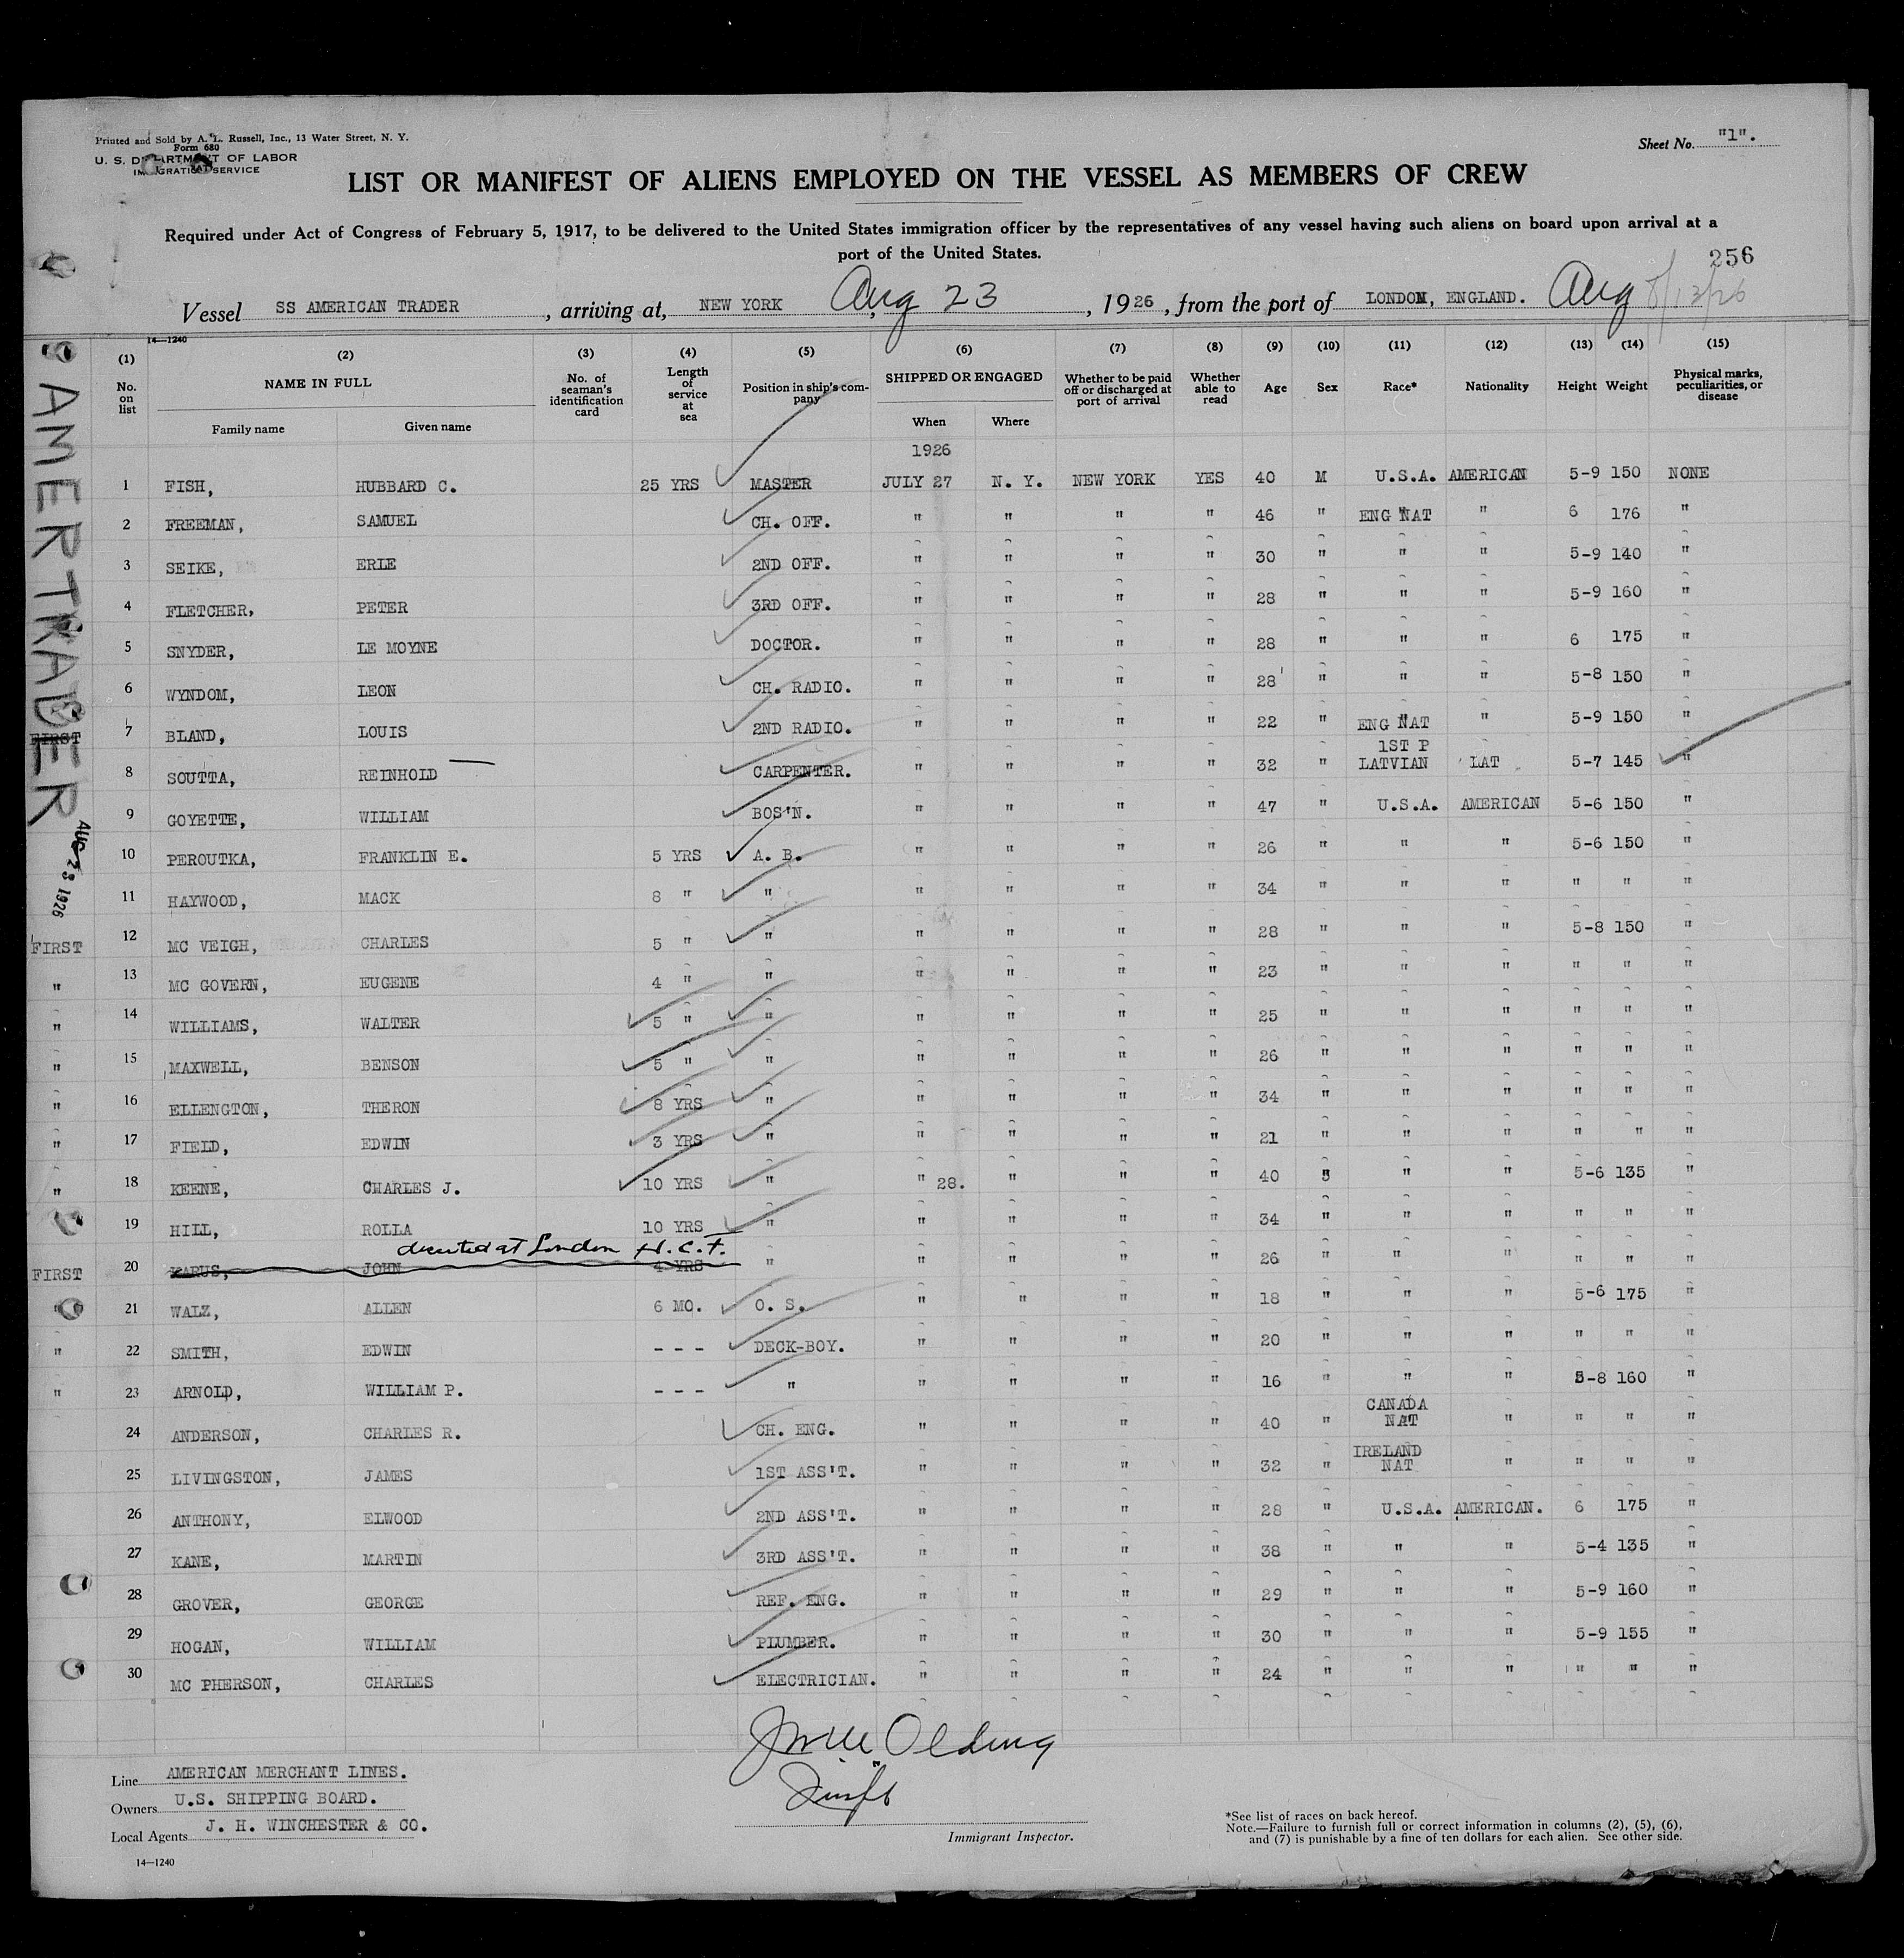 Printed and Sold by A. L. Russell, Inc., 13 Water Street, N. Y.
Form 680
U. S. DEPARTMENT OF LABOR
IMMIGRATION SERVICE
Sheet No. "1".
LIST OR MANIFEST OF ALIENS EMPLOYED ON THE VESSEL AS MEMBERS OF CREW
Required under Act of Congress of February 5, 1917, to be delivered to the United States immigration officer by the representatives of any vessel having such aliens on board upon arrival at a
port of the United States.
256
Vessel SS AMERICAN TRADER, arriving at, NEW YORK Aug 23, 1926, from the port of LONDON, ENGLAND. Aug 8/13/26
14—1240
(1) No. on list
(2) NAME IN FULL
Family name Given name
(3) No. of seaman's identification card
(4) Length of service at sea
(5) Position in ship's company
(6) SHIPPED OR ENGAGED
When Where
(7) Whether to be paid off or discharged at port of arrival
(8) Whether able to read
(9) Age
(10) Sex
(11) Race*
(12) Nationality
(13) Height
(14) Weight
(15) Physical marks, peculiarities, or disease
1926
1 FISH, HUBBARD C. 25 YRS MASTER JULY 27 N. Y. NEW YORK YES 40 M U.S.A. AMERICAN 5-9 150 NONE
2 FREEMAN, SAMUEL CH. OFF. " " " " 46 " ENG NAT " 6 176 "
3 SEIKE, ERLE 2ND OFF. " " " " 30 " " " 5-9 140 "
4 FLETCHER, PETER 3RD OFF. " " " " 28 " " " 5-9 160 "
5 SNYDER, LE MOYNE DOCTOR. " " " " 28 " " " 6 175 "
6 WYNDOM, LEON CH. RADIO. " " " " 28 " " " 5-8 150 "
FIRST 7 BLAND, LOUIS 2ND RADIO. " " " " 22 " ENG NAT " 5-9 150 "
1ST P
8 SOUTTA, REINHOLD CARPENTER. " " " " 32 " LATVIAN LAT 5-7 145 "
9 GOYETTE, WILLIAM BOS'N. " " " " 47 " U.S.A. AMERICAN 5-6 150 "
10 PEROUTKA, FRANKLIN E. 5 YRS A. B. " " " " 26 " " " 5-6 150 "
11 HAYWOOD, MACK 8 " " " " " " 34 " " " " " "
FIRST 12 MC VEIGH, CHARLES 5 " " " " " " 28 " " " 5-8 150 "
" 13 MC GOVERN, EUGENE 4 " " " " " " 23 " " " " " "
" 14 WILLIAMS, WALTER 5 " " " " " " 25 " " " " " "
" 15 MAXWELL, BENSON 5 " " " " " " 26 " " " " " "
" 16 ELLENGTON, THERON 8 YRS " " " " " 34 " " " " " "
" 17 FIELD, EDWIN 3 YRS " " " " " 21 " " " " " "
" 18 KEENE, CHARLES J. 10 YRS " " 28. " " " 40 " " 5-6 135 "
19 HILL, ROLLA 10 YRS " " " " " 34 " " " " " "
deserted at London H.C.F.
FIRST 20 JOHN 4 YRS " " " " " 26 " " " " " "
" 21 WALZ, ALLEN 6 MO. O. S. " " " " 18 " " " 5-6 175 "
" 22 SMITH, EDWIN - - - DECK-BOY. " " " " 20 " " " " " "
" 23 ARNOLD, WILLIAM P. - - - " " " " " 16 " " " 5-8 160 "
24 ANDERSON, CHARLES R. CH. ENG. " " " " 40 " CANADA NAT " " " "
25 LIVINGSTON, JAMES 1ST ASS'T. " " " " 32 " IRELAND NAT " " " "
26 ANTHONY, ELWOOD 2ND ASS'T. " " " " 28 " U.S.A. AMERICAN. 6 175 "
27 KANE, MARTIN 3RD ASS'T. " " " " 38 " " " 5-4 135 "
28 GROVER, GEORGE REF. ENG. " " " " 29 " " " 5-9 160 "
29 HOGAN, WILLIAM PLUMBER. " " " " 30 " " " 5-9 155 "
30 MC PHERSON, CHARLES ELECTRICIAN. " " " " 24 " " " " " "
AMER TRADER
AUG 23 1926
Olding
Line AMERICAN MERCHANT LINES.
Owners U.S. SHIPPING BOARD.
Local Agents J. H. WINCHESTER & CO.
Immigrant Inspector.
*See list of races on back hereof.
Note.—Failure to furnish full or correct information in columns (2), (5), (6),
and (7) is punishable by a fine of ten dollars for each alien. See other side.
14—1240